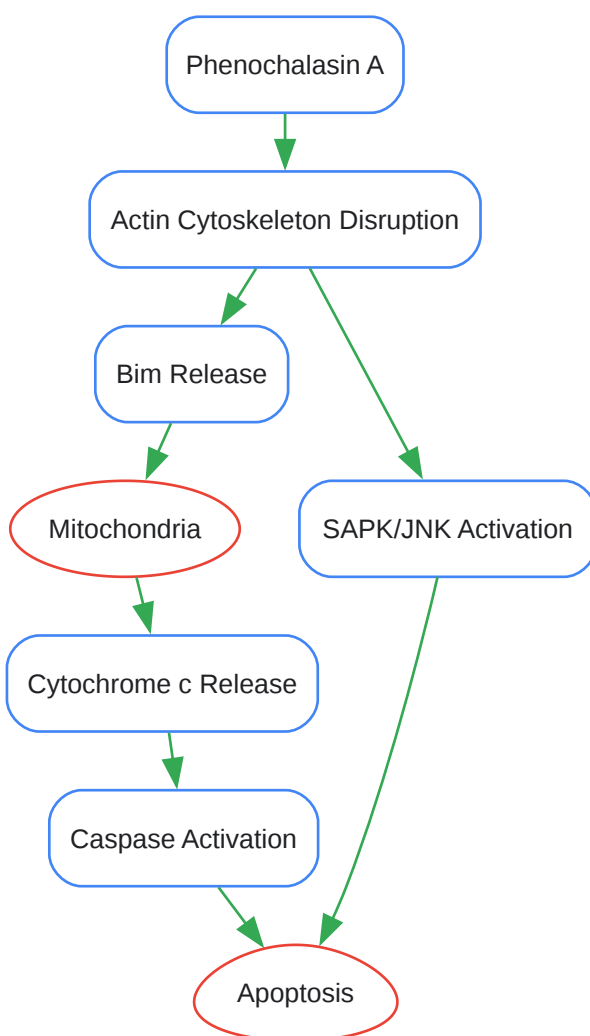 Phenochalasin A
Actin Cytoskeleton Disruption
Bim Release
Mitochondria
SAPK/JNK Activation
Cytochrome c Release
Caspase Activation
Apoptosis